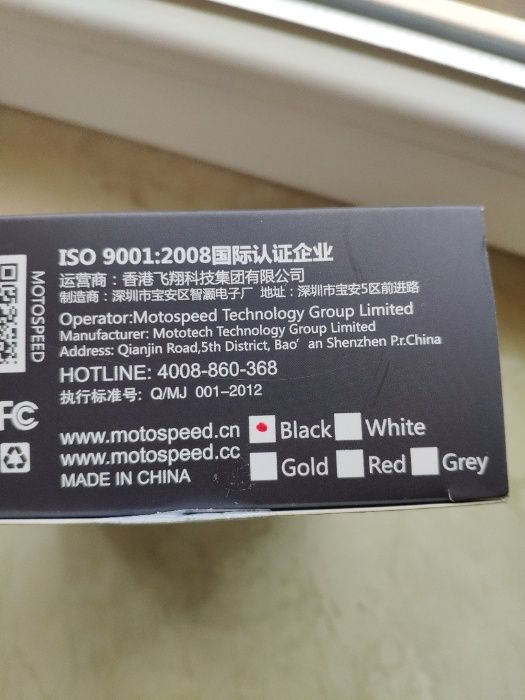 MOTOSPEED
ISO 9001:2008国际认证企业
运营商：香港飞翔科技集团有限公司
制造商：深圳市宝安区智灏电子厂 地址：深圳市宝安5区前进路
Operator:Motospeed Technology Group Limited
Manufacturer: Mototech Technology Group Limited
Address: Qianjin Road,5th District, Bao' an Shenzhen P.r.China
HOTLINE: 4008-860-368
执行标准号：Q/MJ 001-2012
FC
www.motospeed.cn Black White
www.motospeed.cc Gold Red Grey
MADE IN CHINA